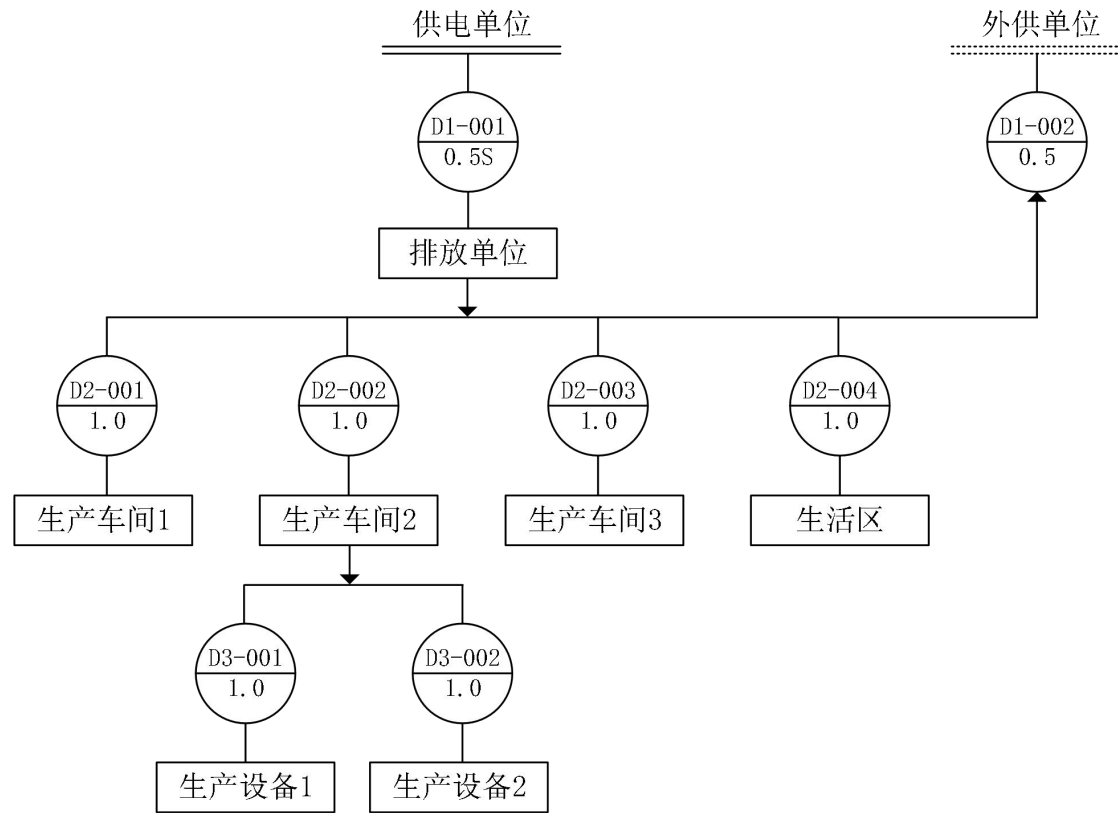 供电单位
外供单位
D1-001
0.5S
D1-002
0.5
排放单位
D2-001
1.0
D2-002
1.0
D2-003
1.0
D2-004
1.0
生产车间1
生产车间2
生产车间3
生活区
D3-001
1.0
D3-002
1.0
生产设备1
生产设备2